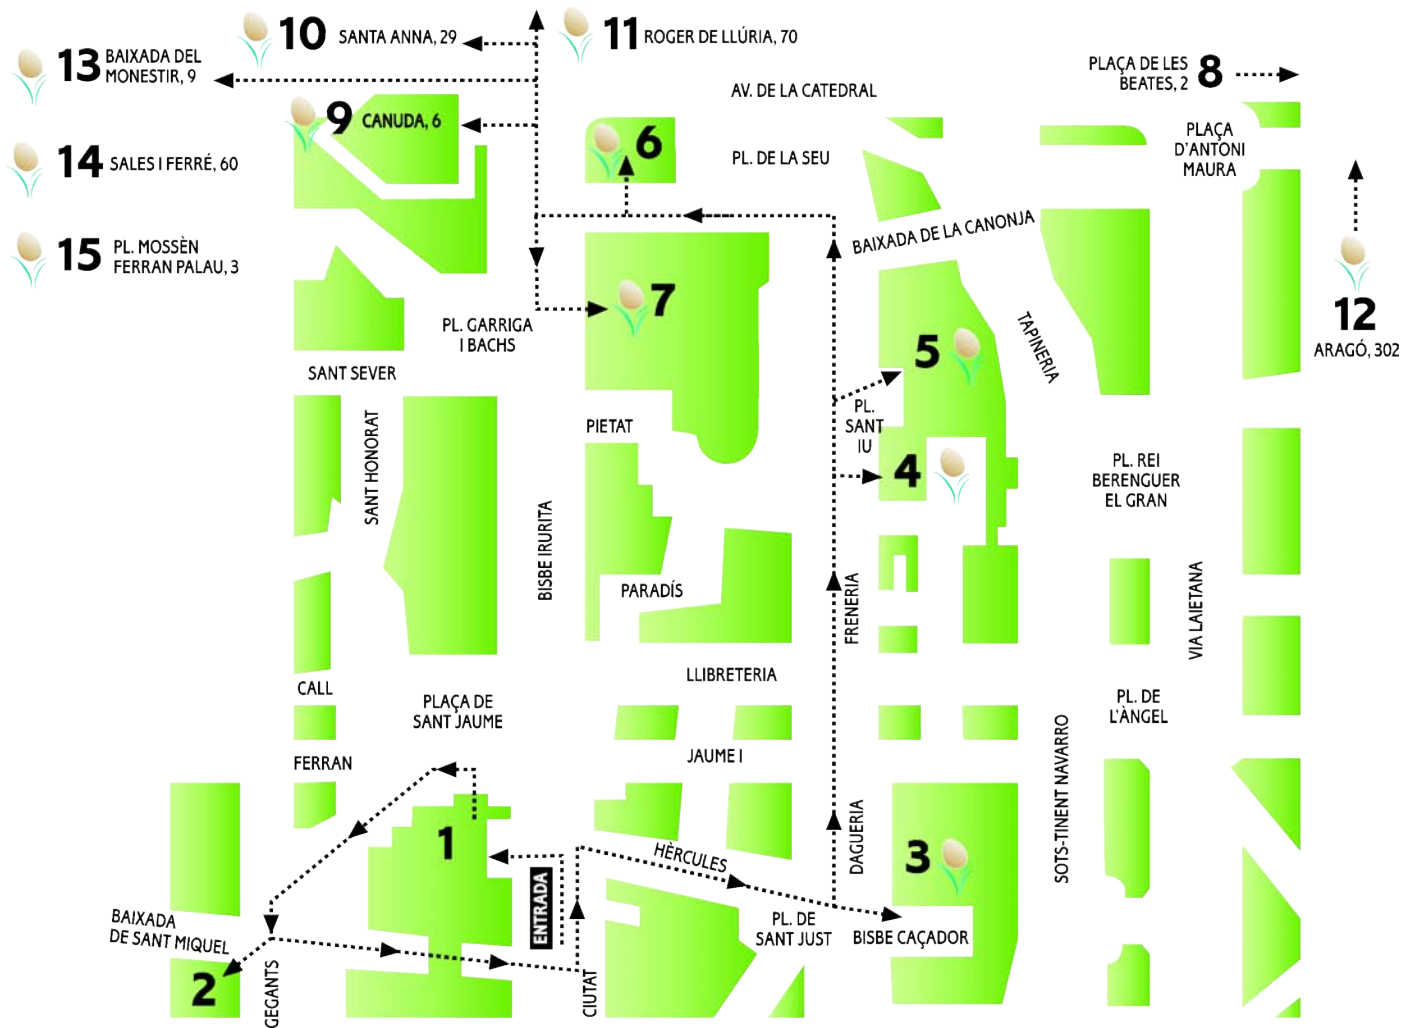 10 SANTA ANNA, 29
11 ROGER DE LLÚRIA, 70
13 BAIXADA DEL
MONESTIR, 9
PLAÇA DE LES
BEATES, 2
8
AV. DE LA CATEDRAL
9 CANUDA, 6
6
PLAÇA
D'ANTONI
MAURA
14 SALES I FERRÉ, 60
PL. DE LA SEU
15 PL. MOSSÈN
FERRAN PALAU, 3
BAIXADA DE LA CANONJA
7
12
ARAGÓ, 302
PL. GARRIGA
I BACHS
TAPINERIA
5
SANT SEVER
PL.
SANT
IU
SANT HONORAT
PIETAT
4
PL. REI
BERENGUER
EL GRAN
BISBE IRURITA
PARADÍS
FRENERIA
VIA LAIETANA
LLIBRETERIA
CALL
PLAÇA DE
SANT JAUME
PL. DE
L'ÀNGEL
FERRAN
JAUME I
SOTS-TINENT NAVARRO
1
DAGUERIA
HÈRCULES
3
ENTRADA
BAIXADA
DE SANT MIQUEL
PL. DE
SANT JUST
BISBE CAÇADOR
2
GEGANTS
CIUTAT